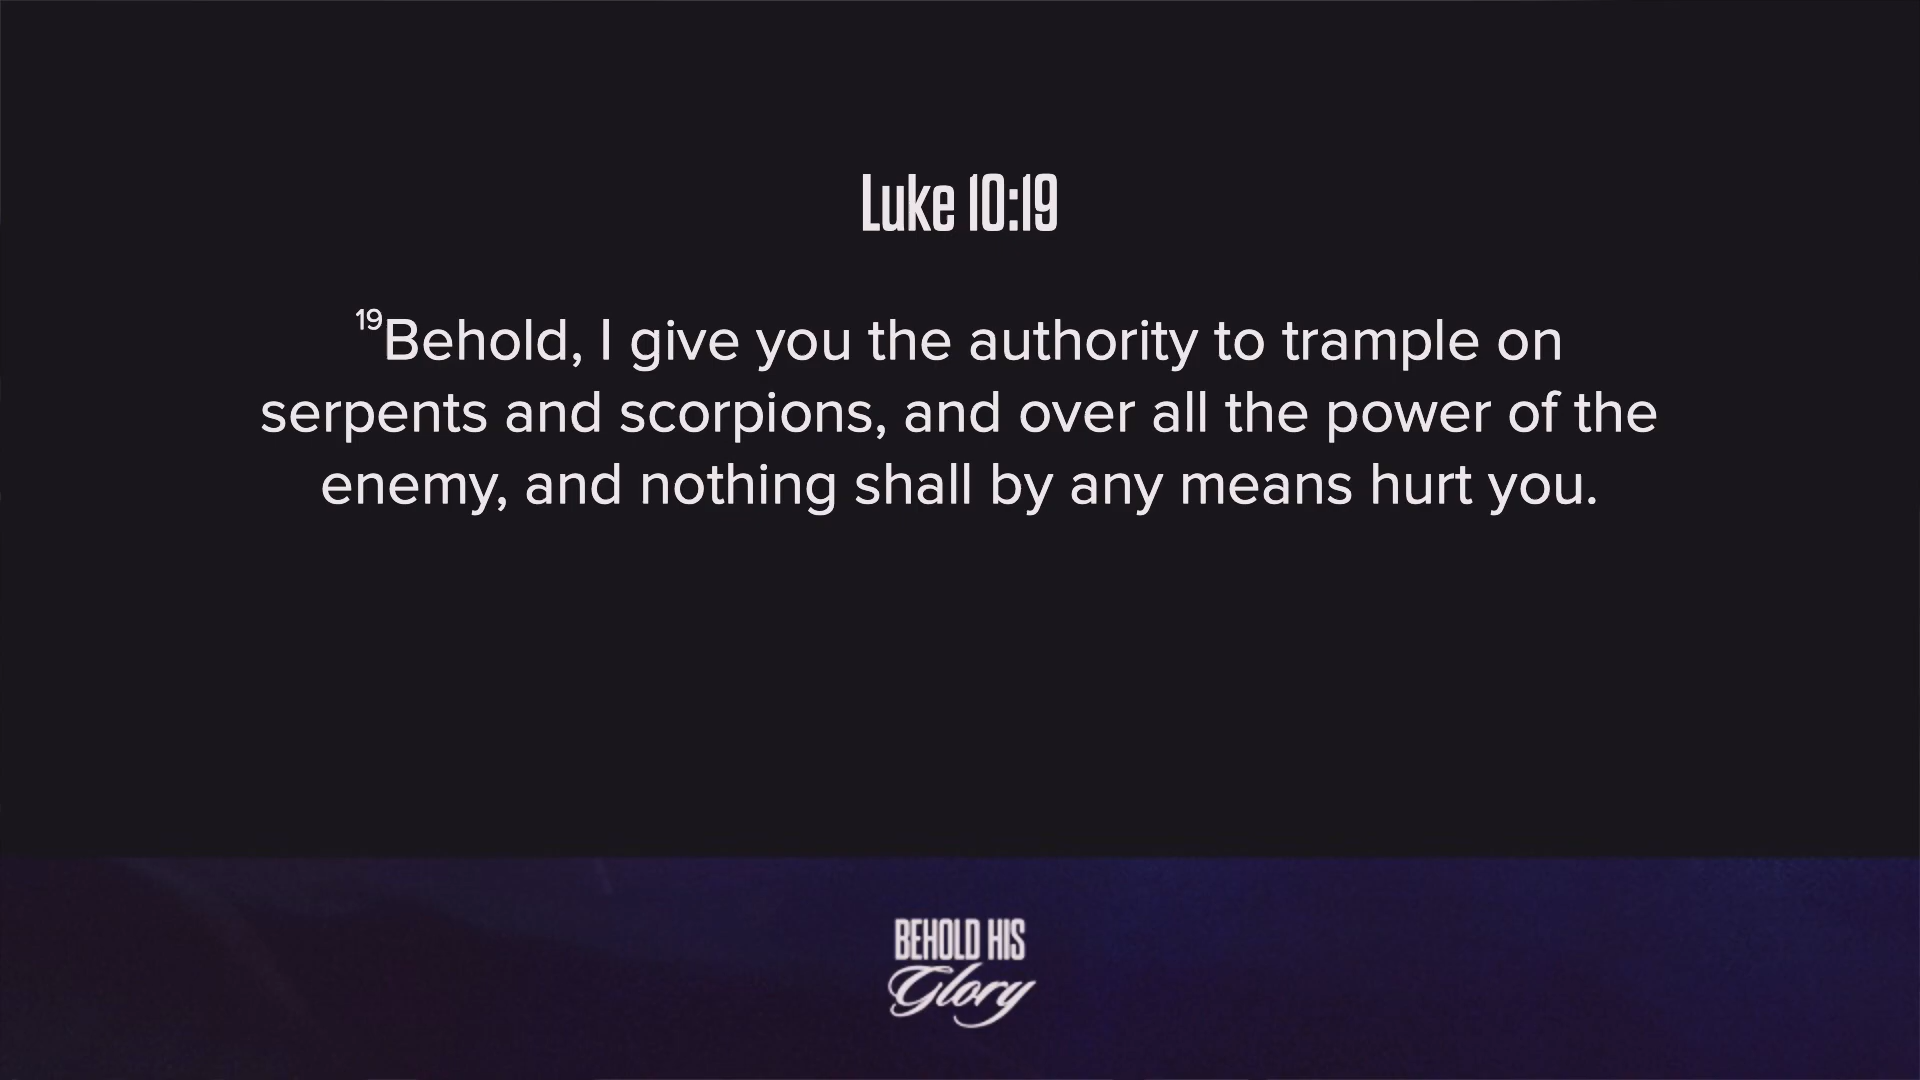 Luke 10:19
19Behold, I give you the authority to trample on
serpents and scorpions, and over all the power of the
enemy, and nothing shall by any means hurt you.
BEHOLD HIS
Glory